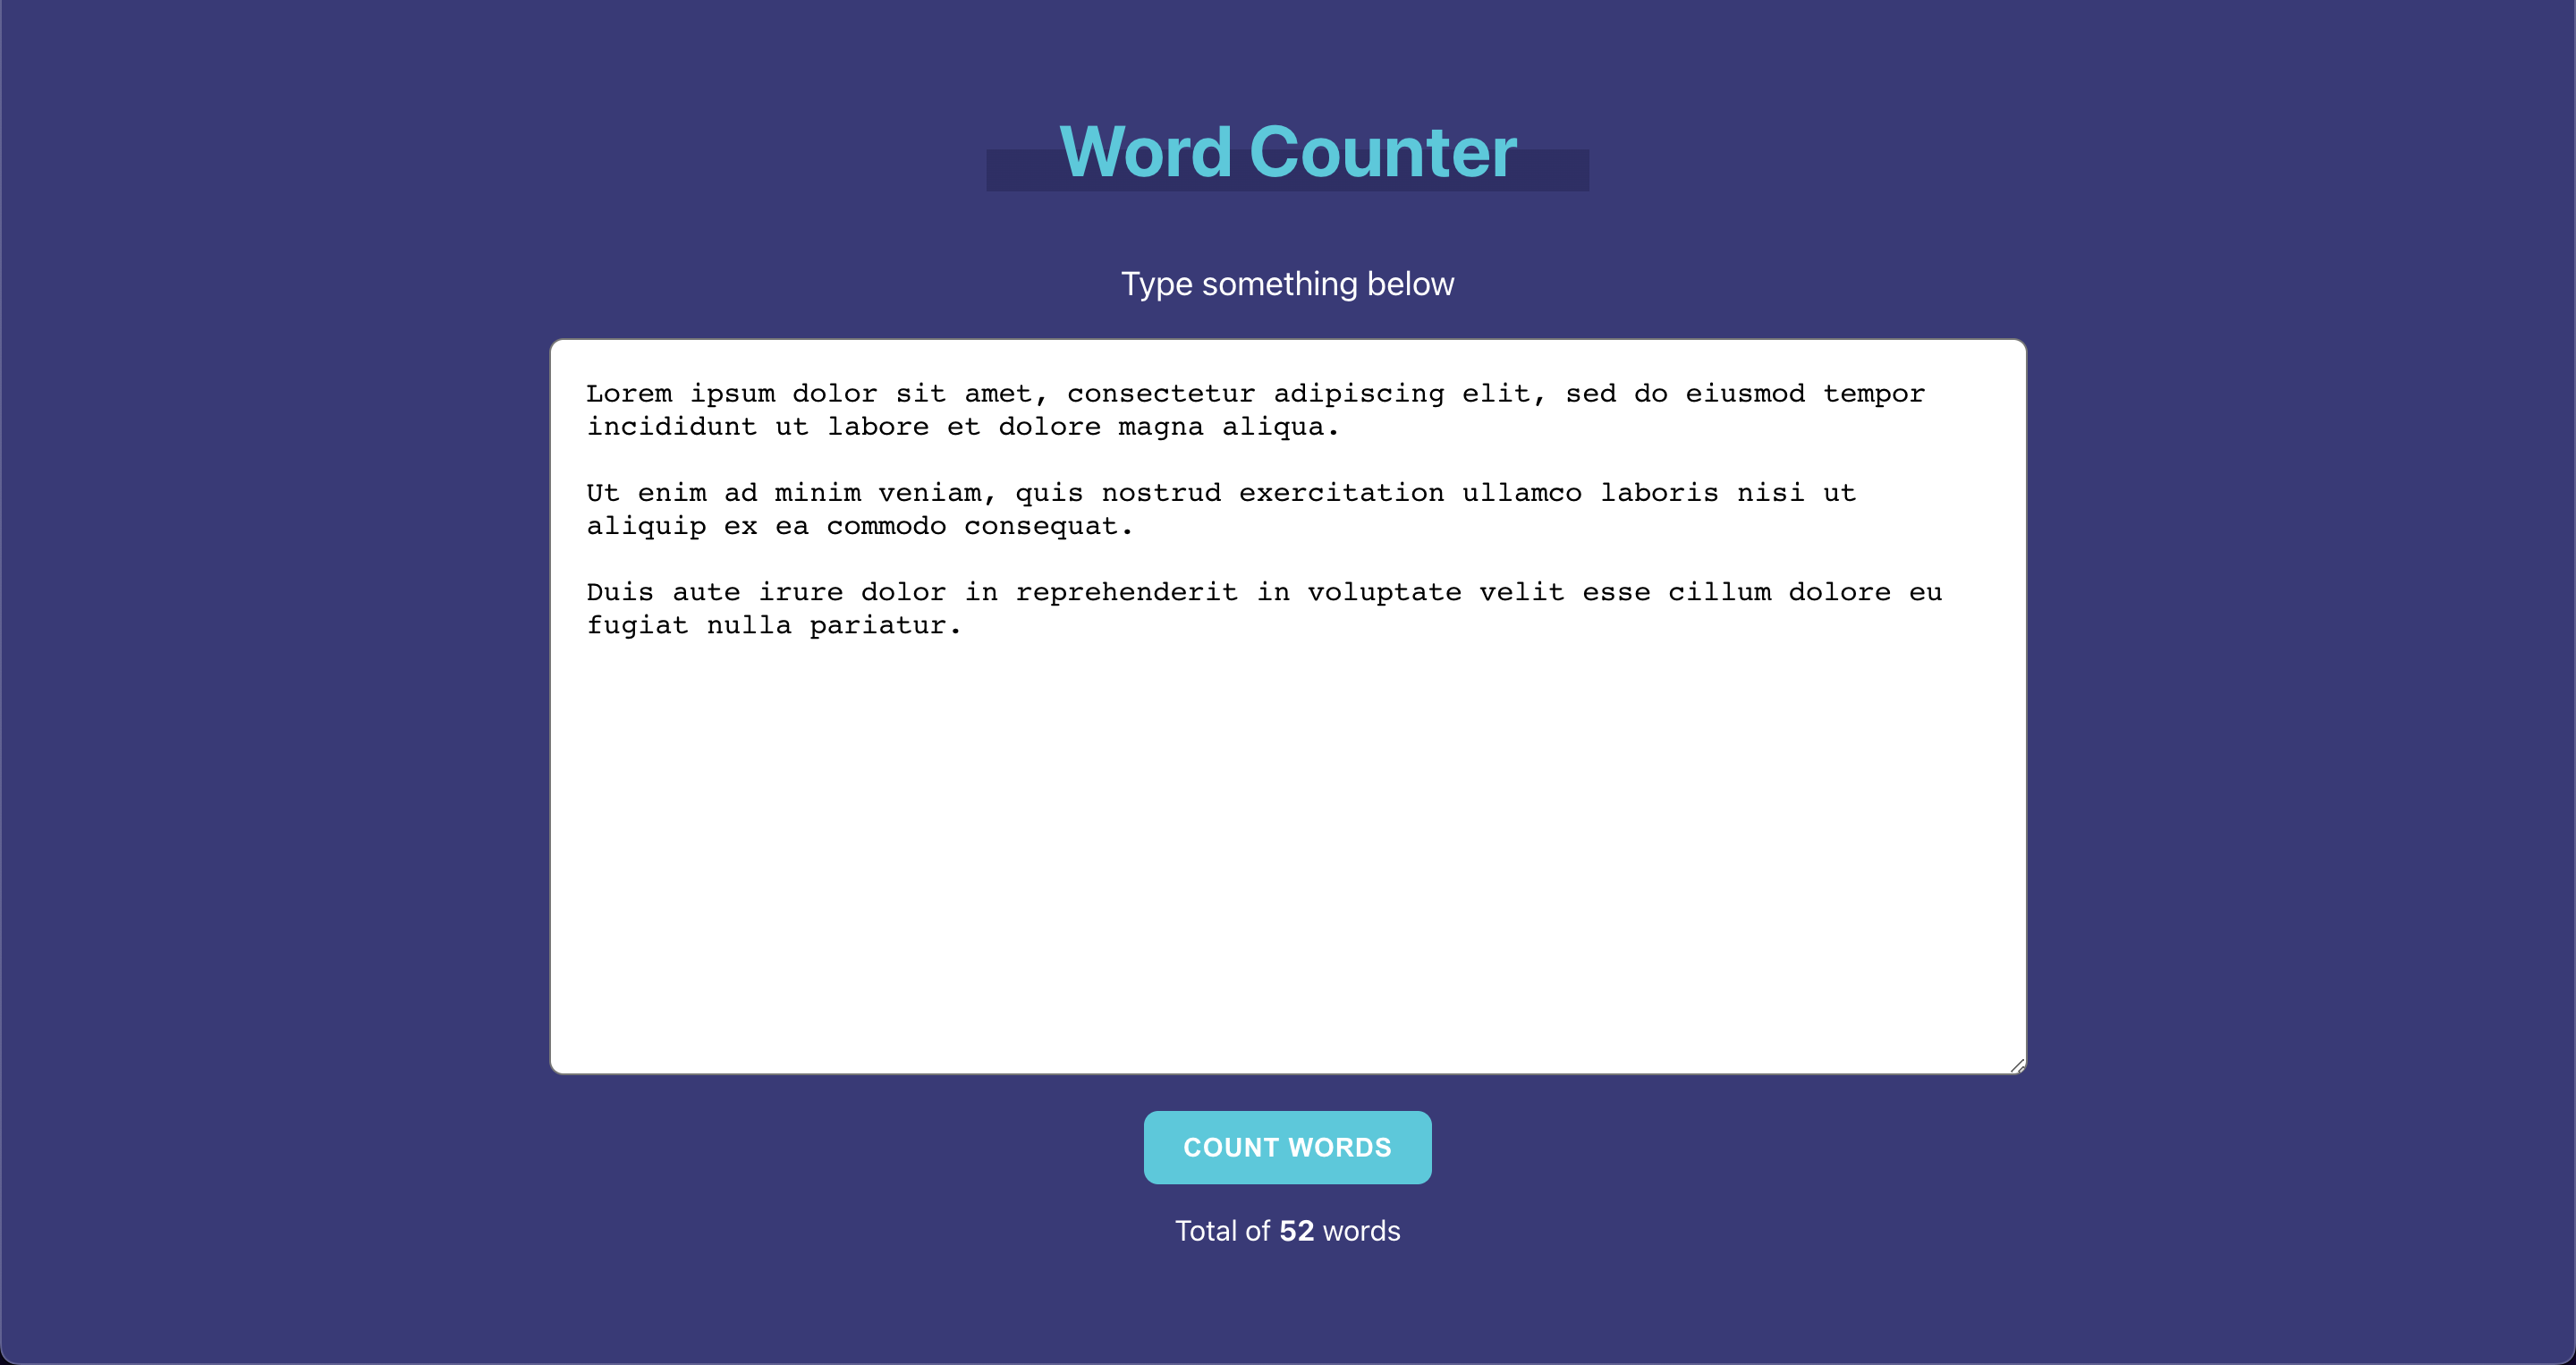 Word Counter
Type something below
Lorem ipsum dolor sit amet, consectetur adipiscing elit, sed do eiusmod tempor
incididunt ut labore et dolore magna aliqua.
Ut enim ad minim veniam, quis nostrud exercitation ullamco laboris nisi ut
aliquip ex ea commodo consequat.
Duis aute irure dolor in reprehenderit in voluptate velit esse cillum dolore eu
fugiat nulla pariatur.
COUNT WORDS
Total of 52 words